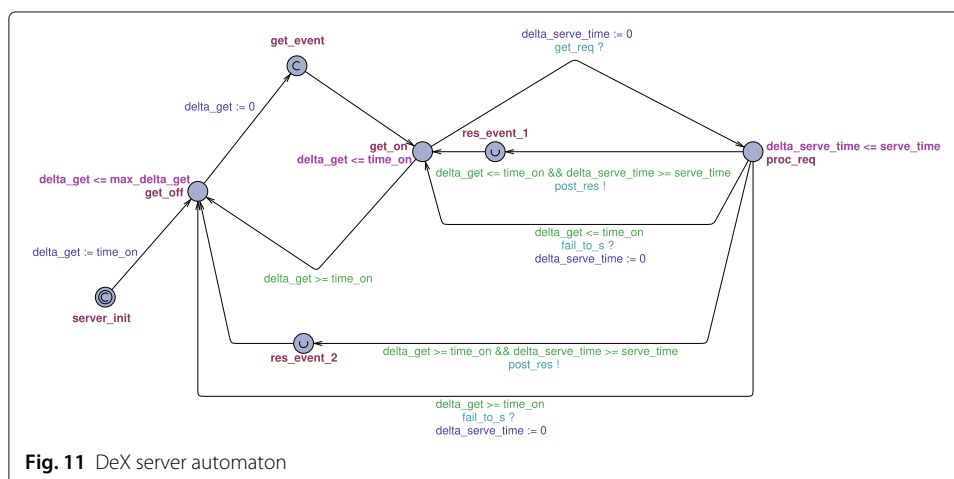 delta_serve_time := 0
get_req ?
get_event
C
delta_get := 0
get_on
delta_get <= time_on
res_event_1
U
delta_serve_time <= serve_time
proc_req
delta_get <= time_on && delta_serve_time >= serve_time
post_res !
delta_get <= max_delta_get
get_off
delta_get <= time_on
fail_to_s ?
delta_serve_time := 0
delta_get := time_on
delta_get >= time_on
C
server_init
U
res_event_2
delta_get >= time_on && delta_serve_time >= serve_time
post_res !
delta_get >= time_on
fail_to_s ?
delta_serve_time := 0
Fig. 11 DeX server automaton